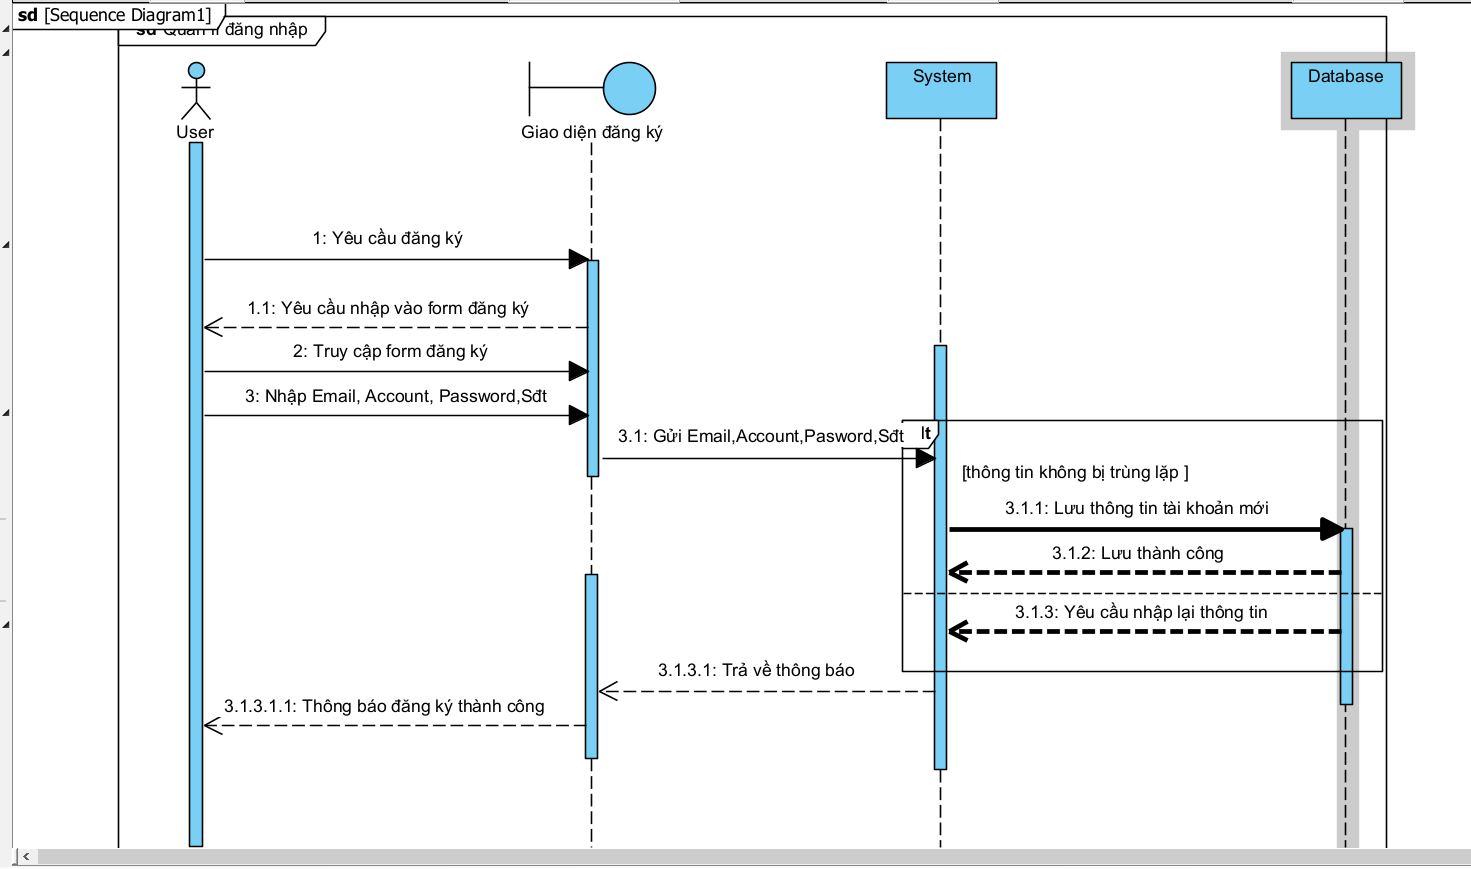 sd [Sequence Diagram1]
sd Quản lí đăng nhập
User
Giao diện đăng ký
System
Database
1: Yêu cầu đăng ký
1.1: Yêu cầu nhập vào form đăng ký
2: Truy cập form đăng ký
3: Nhập Email, Account, Password,Sđt
3.1: Gửi Email,Account,Pasword,Sđt
lt
[thông tin không bị trùng lặp ]
3.1.1: Lưu thông tin tài khoản mới
3.1.2: Lưu thành công
3.1.3: Yêu cầu nhập lại thông tin
3.1.3.1: Trả về thông báo
3.1.3.1.1: Thông báo đăng ký thành công